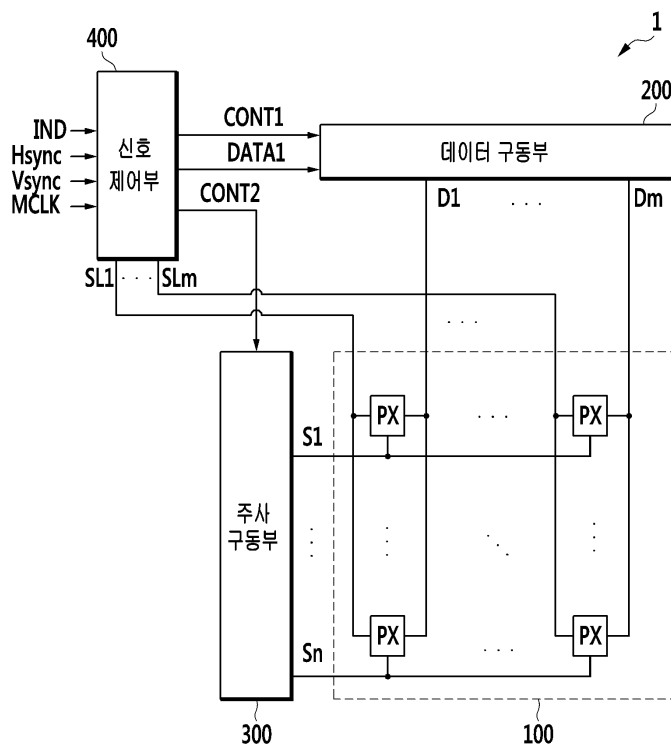 1
400
200
IND
Hsync
Vsync
MCLK
신호
제어부
CONT1
DATA1
CONT2
데이터 구동부
D1 . . . Dm
SL1 . . . SLm
. . .
PX . . . PX
S1
주사
구동부
PX . . . PX
Sn
300
100